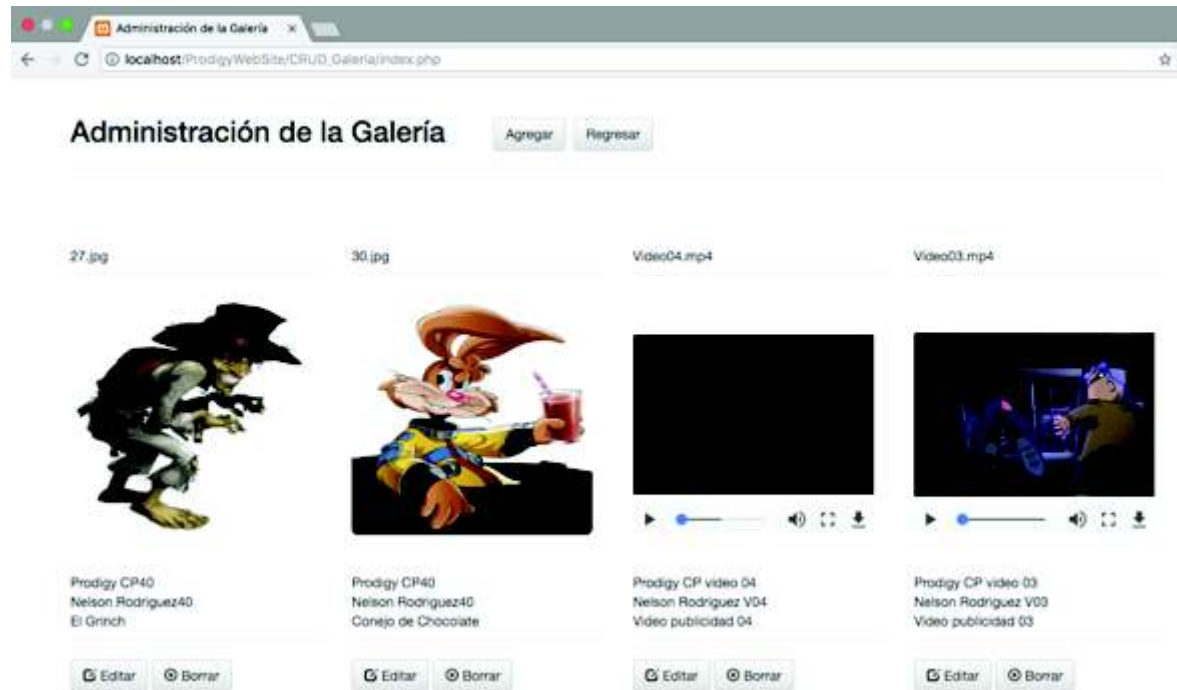 Administración de la Galería
localhost/ProdigyWebSite/CRUD_Galeria/index.php
Administración de la Galería
Agregar
Regresar
27.jpg
30.jpg
Video04.mp4
Video03.mp4
Prodigy CP40
Nelson Rodriguez40
El Grinch
Prodigy CP40
Nelson Rodriguez40
Conejo de Chocolate
Prodigy CP video 04
Nelson Rodriguez V04
Video publicidad 04
Prodigy CP video 03
Nelson Rodriguez V03
Video publicidad 03
Editar
Borrar
Editar
Borrar
Editar
Borrar
Editar
Borrar